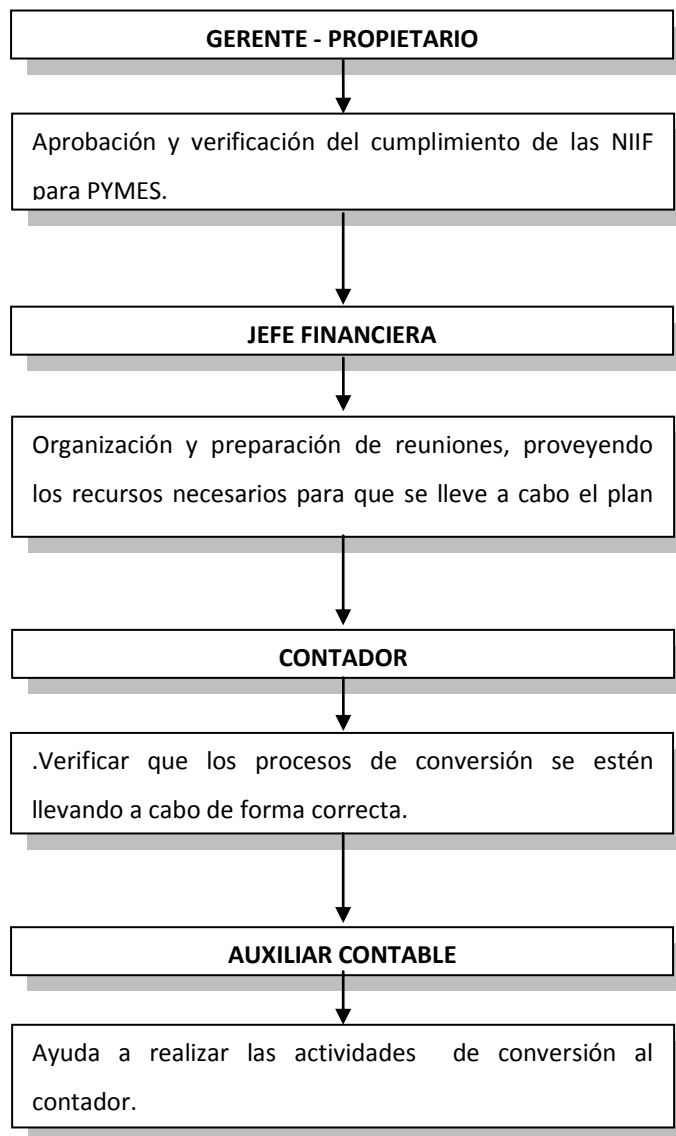 GERENTE - PROPIETARIO
Aprobación y verificación del cumplimiento de las NIIF
para PYMES.
JEFE FINANCIERA
Organización y preparación de reuniones, proveyendo
los recursos necesarios para que se lleve a cabo el plan
CONTADOR
.Verificar que los procesos de conversión se estén
llevando a cabo de forma correcta.
AUXILIAR CONTABLE
Ayuda a realizar las actividades de conversión al
contador.